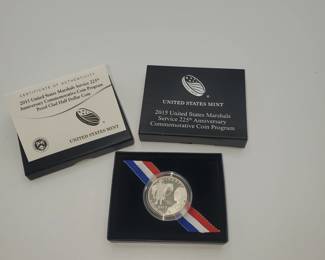 CERTIFICATE OF AUTHENTICITY
2015 United States Marshals Service 225th
Anniversary Commemorative Coin Program
Proof Clad Half Dollar Coin
UNITED STATES MINT
UNITED STATES MINT
2015 United States Marshals
Service 225th Anniversary
Commemorative Coin Program